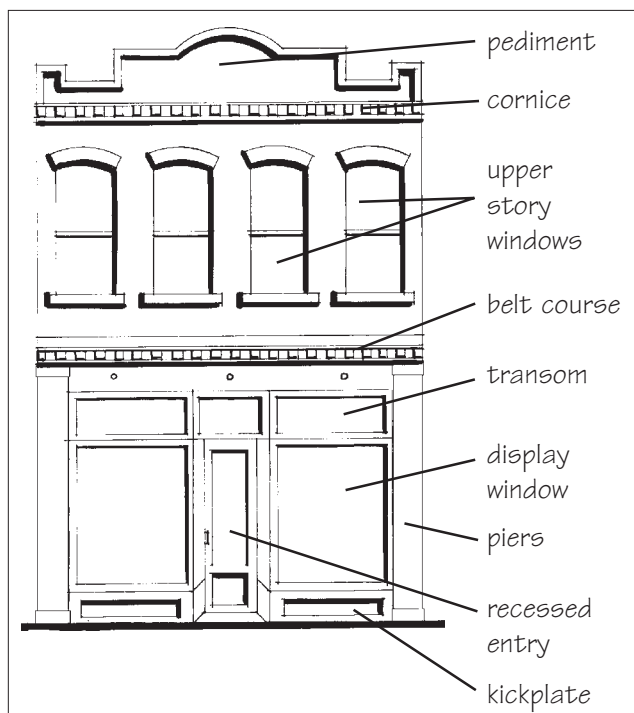 pediment
cornice
upper
story
windows
belt course
transom
display
window
piers
recessed
entry
kickplate